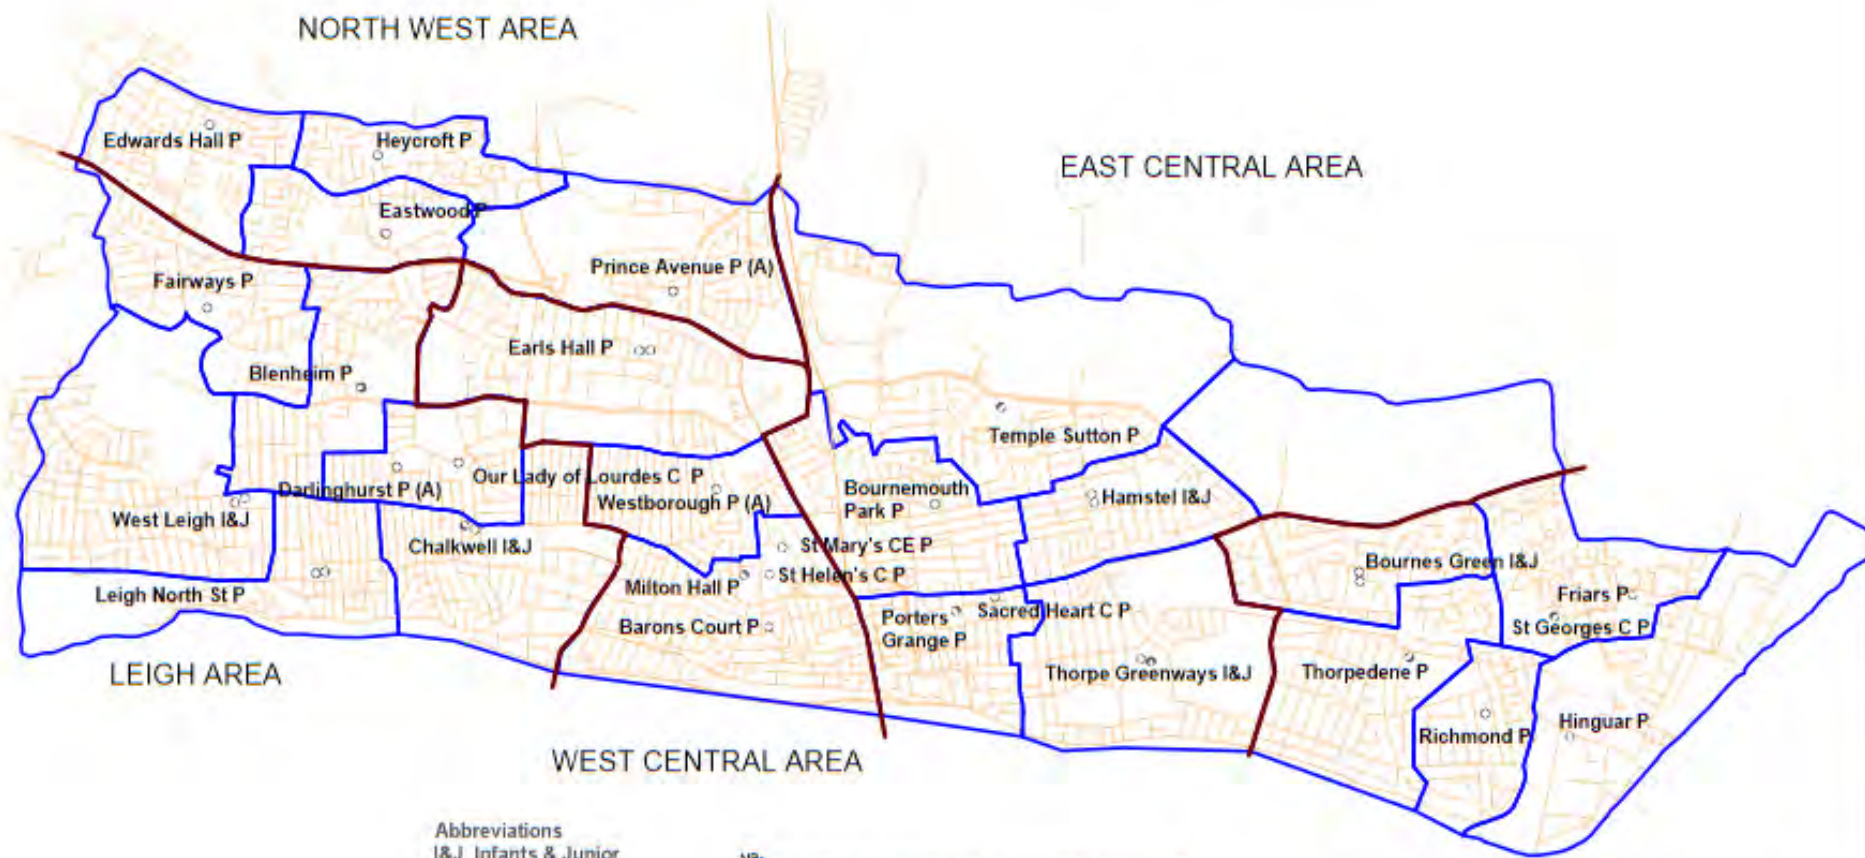 NORTH WEST AREA
EAST CENTRAL AREA
Edwards Hall P
Heycroft P
Eastwood P
Fairways P
Prince Avenue P (A)
Earls Hall P
Blenheim P
Temple Sutton P
Our Lady of Lourdes C P
Darlinghurst P (A)
Westborough P (A)
Bournemouth
Park P
Hamstel I&J
West Leigh I&J
Chalkwell I&J
St Mary's CE P
Bournes Green I&J
Milton Hall P
St Helen's C P
Leigh North St P
Friars P
Barons Court P
Porters
Grange P
Sacred Heart C P
St Georges C P
LEIGH AREA
Thorpe Greenways I&J
Thorpedene P
Richmond P
Hinguar P
WEST CENTRAL AREA
Abbreviations
I&J Infants & Junior